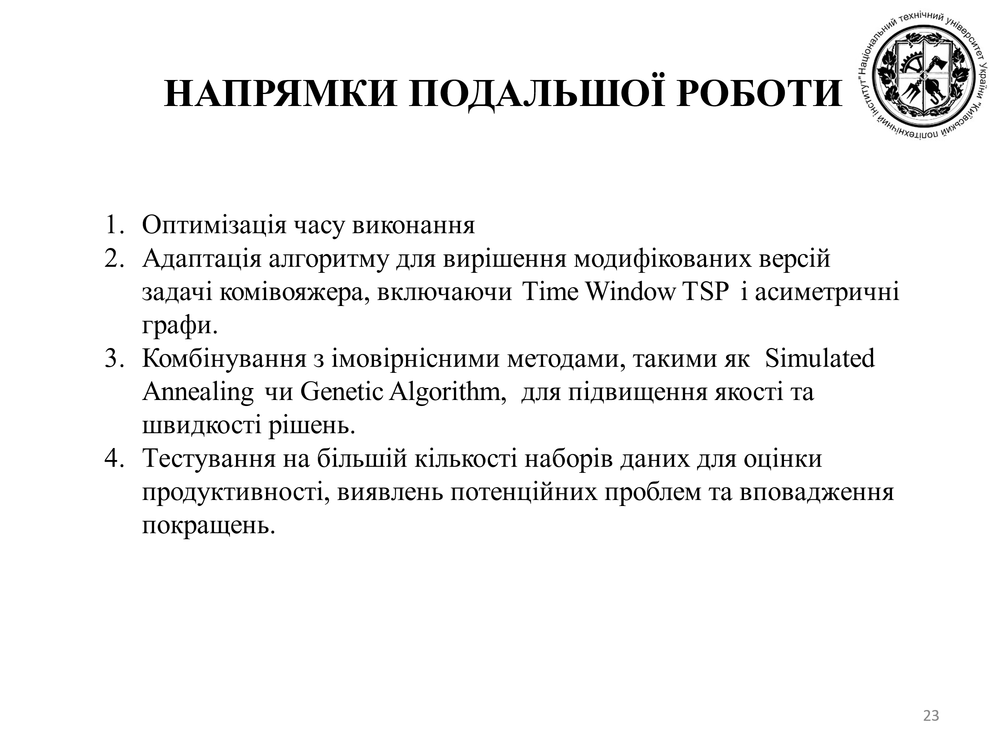 Національний технічний університет України "Київський політехнічний інститут"
НАПРЯМКИ ПОДАЛЬШОЇ РОБОТИ
1. Оптимізація часу виконання
2. Адаптація алгоритму для вирішення модифікованих версій
задачі комівояжера, включаючи Time Window TSP і асиметричні
графи.
3. Комбінування з імовірнісними методами, такими як Simulated
Annealing чи Genetic Algorithm, для підвищення якості та
швидкості рішень.
4. Тестування на більшій кількості наборів даних для оцінки
продуктивності, виявлень потенційних проблем та вповадження
покращень.
23